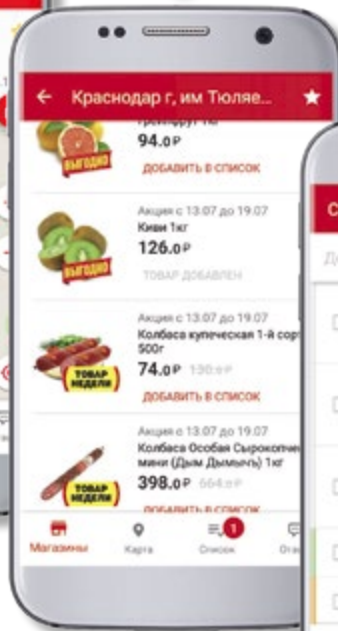 Краснодар г, им Тюляе...
94.0₽
ВЫГОДНО
ДОБАВИТЬ В СПИСОК
Акция с 13.07 до 19.07
Киви 1кг
126.0₽
ВЫГОДНО
ТОВАР ДОБАВЛЕН
Акция с 13.07 до 19.07
Колбаса купеческая 1-й сорт
500г
74.0₽
ТОВАР
НЕДЕЛИ
ДОБАВИТЬ В СПИСОК
Акция с 13.07 до 19.07
Колбаса Особая Сырокопче
мини (Дым Дымычъ) 1кг
398.0₽ 664.0₽
ТОВАР
НЕДЕЛИ
ДОБАВИТЬ В СПИСОК
1
Магазины
Карта
Список